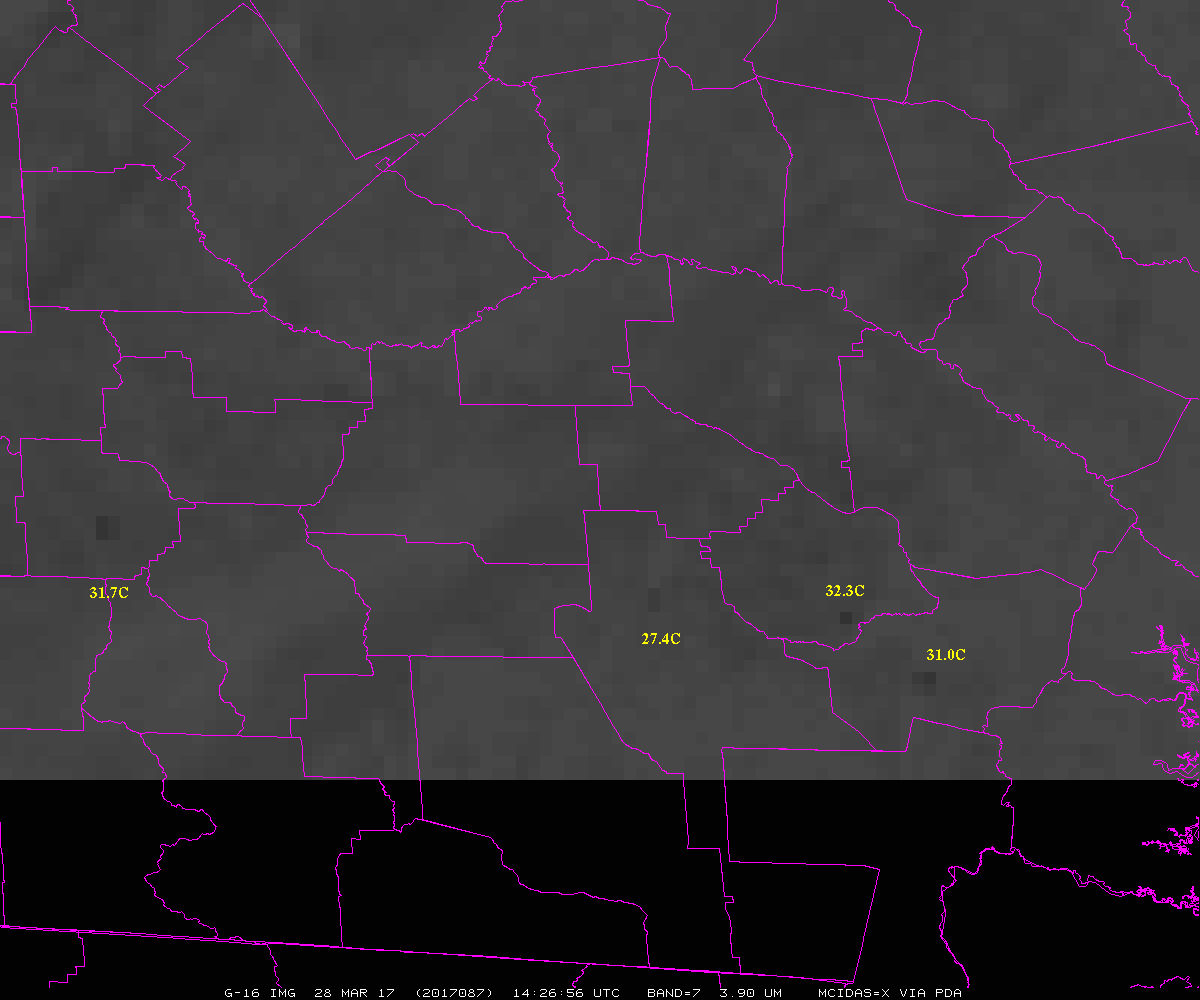 31.7C
32.3C
27.4C
31.0C
G-16 IMG 28 MAR 17 (2017087) 14:26:56 UTC BAND=7 3.90 UM MCIDAS=X VIA PDA